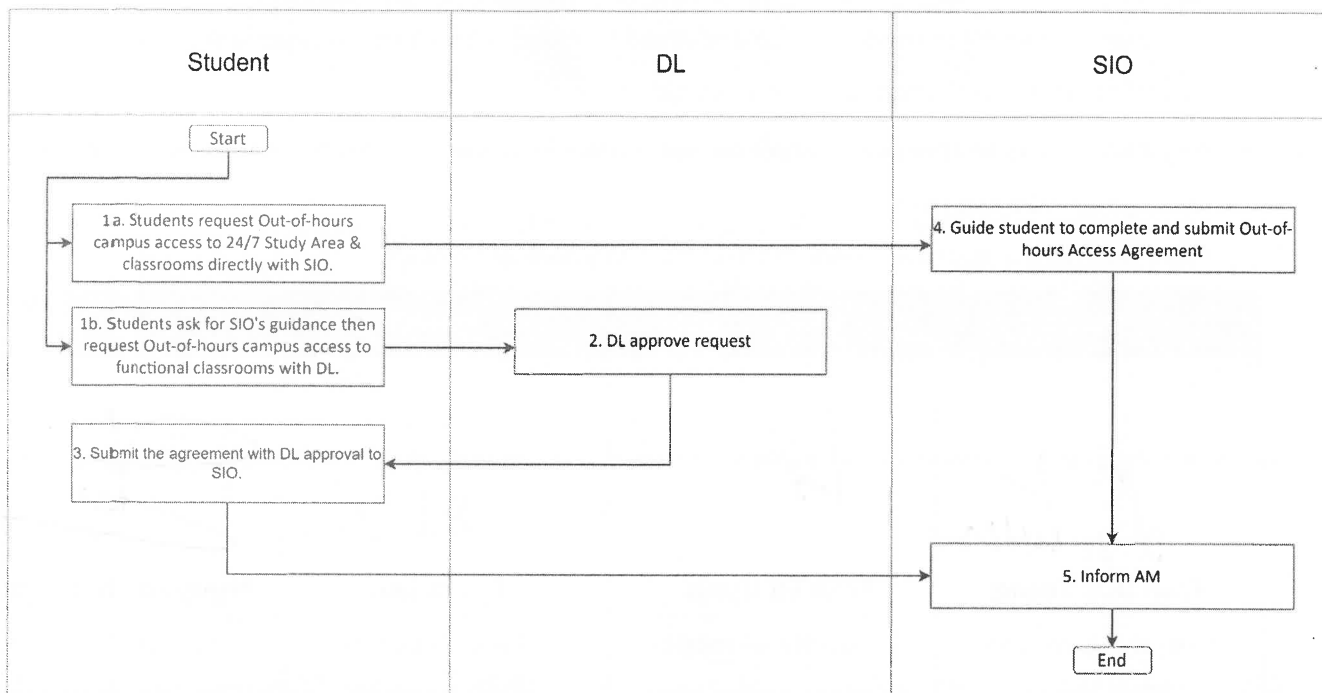 Student
DL
SIO
Start
1a. Students request Out-of-hours
campus access to 24/7 Study Area &
classrooms directly with SIO.
4. Guide student to complete and submit Out-of-
hours Access Agreement
1b. Students ask for SIO's guidance then
request Out-of-hours campus access to
functional classrooms with DL.
2. DL approve request
3. Submit the agreement with DL approval to
SIO.
5. Inform AM
End